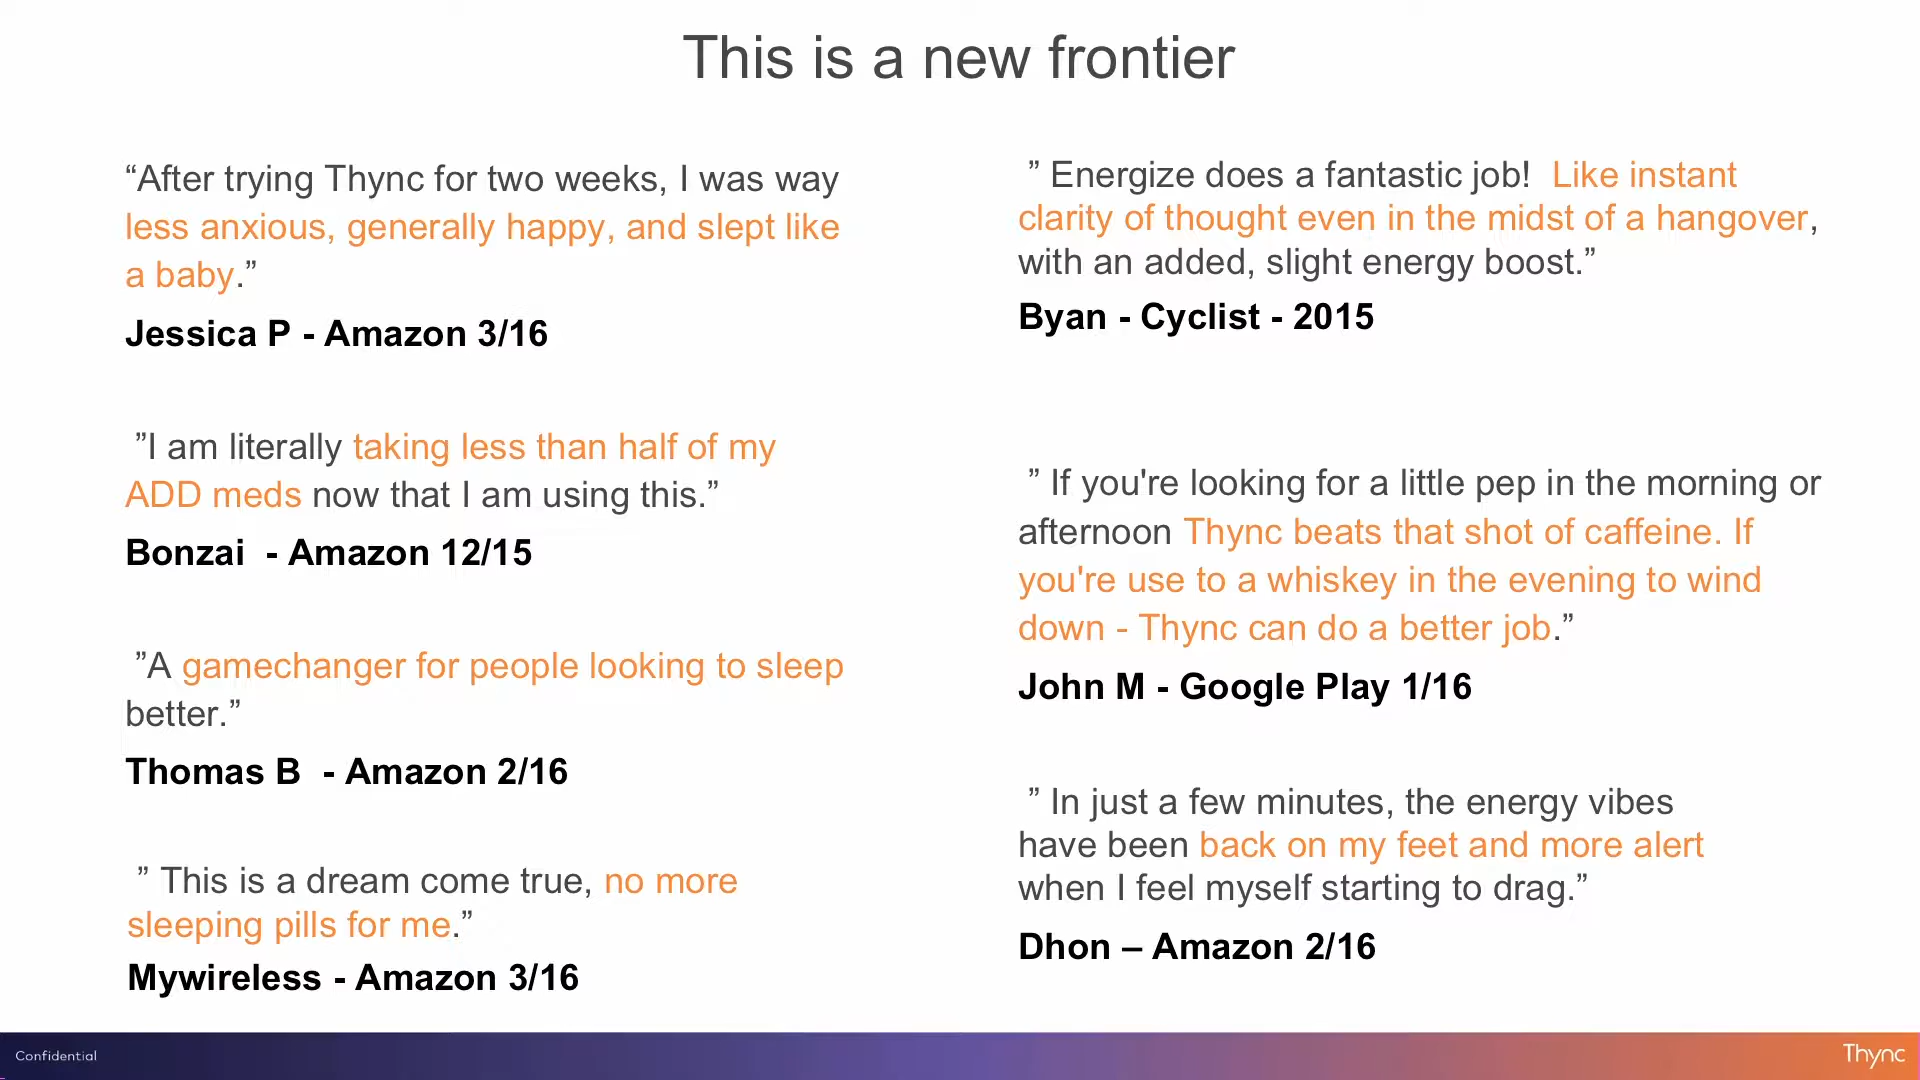 This is a new frontier
“After trying Thync for two weeks, I was way
less anxious, generally happy, and slept like
a baby.”
Jessica P - Amazon 3/16
”I am literally taking less than half of my
ADD meds now that I am using this.”
Bonzai - Amazon 12/15
”A gamechanger for people looking to sleep
better.”
Thomas B - Amazon 2/16
” This is a dream come true, no more
sleeping pills for me.”
Mywireless - Amazon 3/16
” Energize does a fantastic job! Like instant
clarity of thought even in the midst of a hangover,
with an added, slight energy boost.”
Byan - Cyclist - 2015
” If you're looking for a little pep in the morning or
afternoon Thync beats that shot of caffeine. If
you're use to a whiskey in the evening to wind
down - Thync can do a better job.”
John M - Google Play 1/16
” In just a few minutes, the energy vibes
have been back on my feet and more alert
when I feel myself starting to drag.”
Dhon – Amazon 2/16
Confidential
Thync